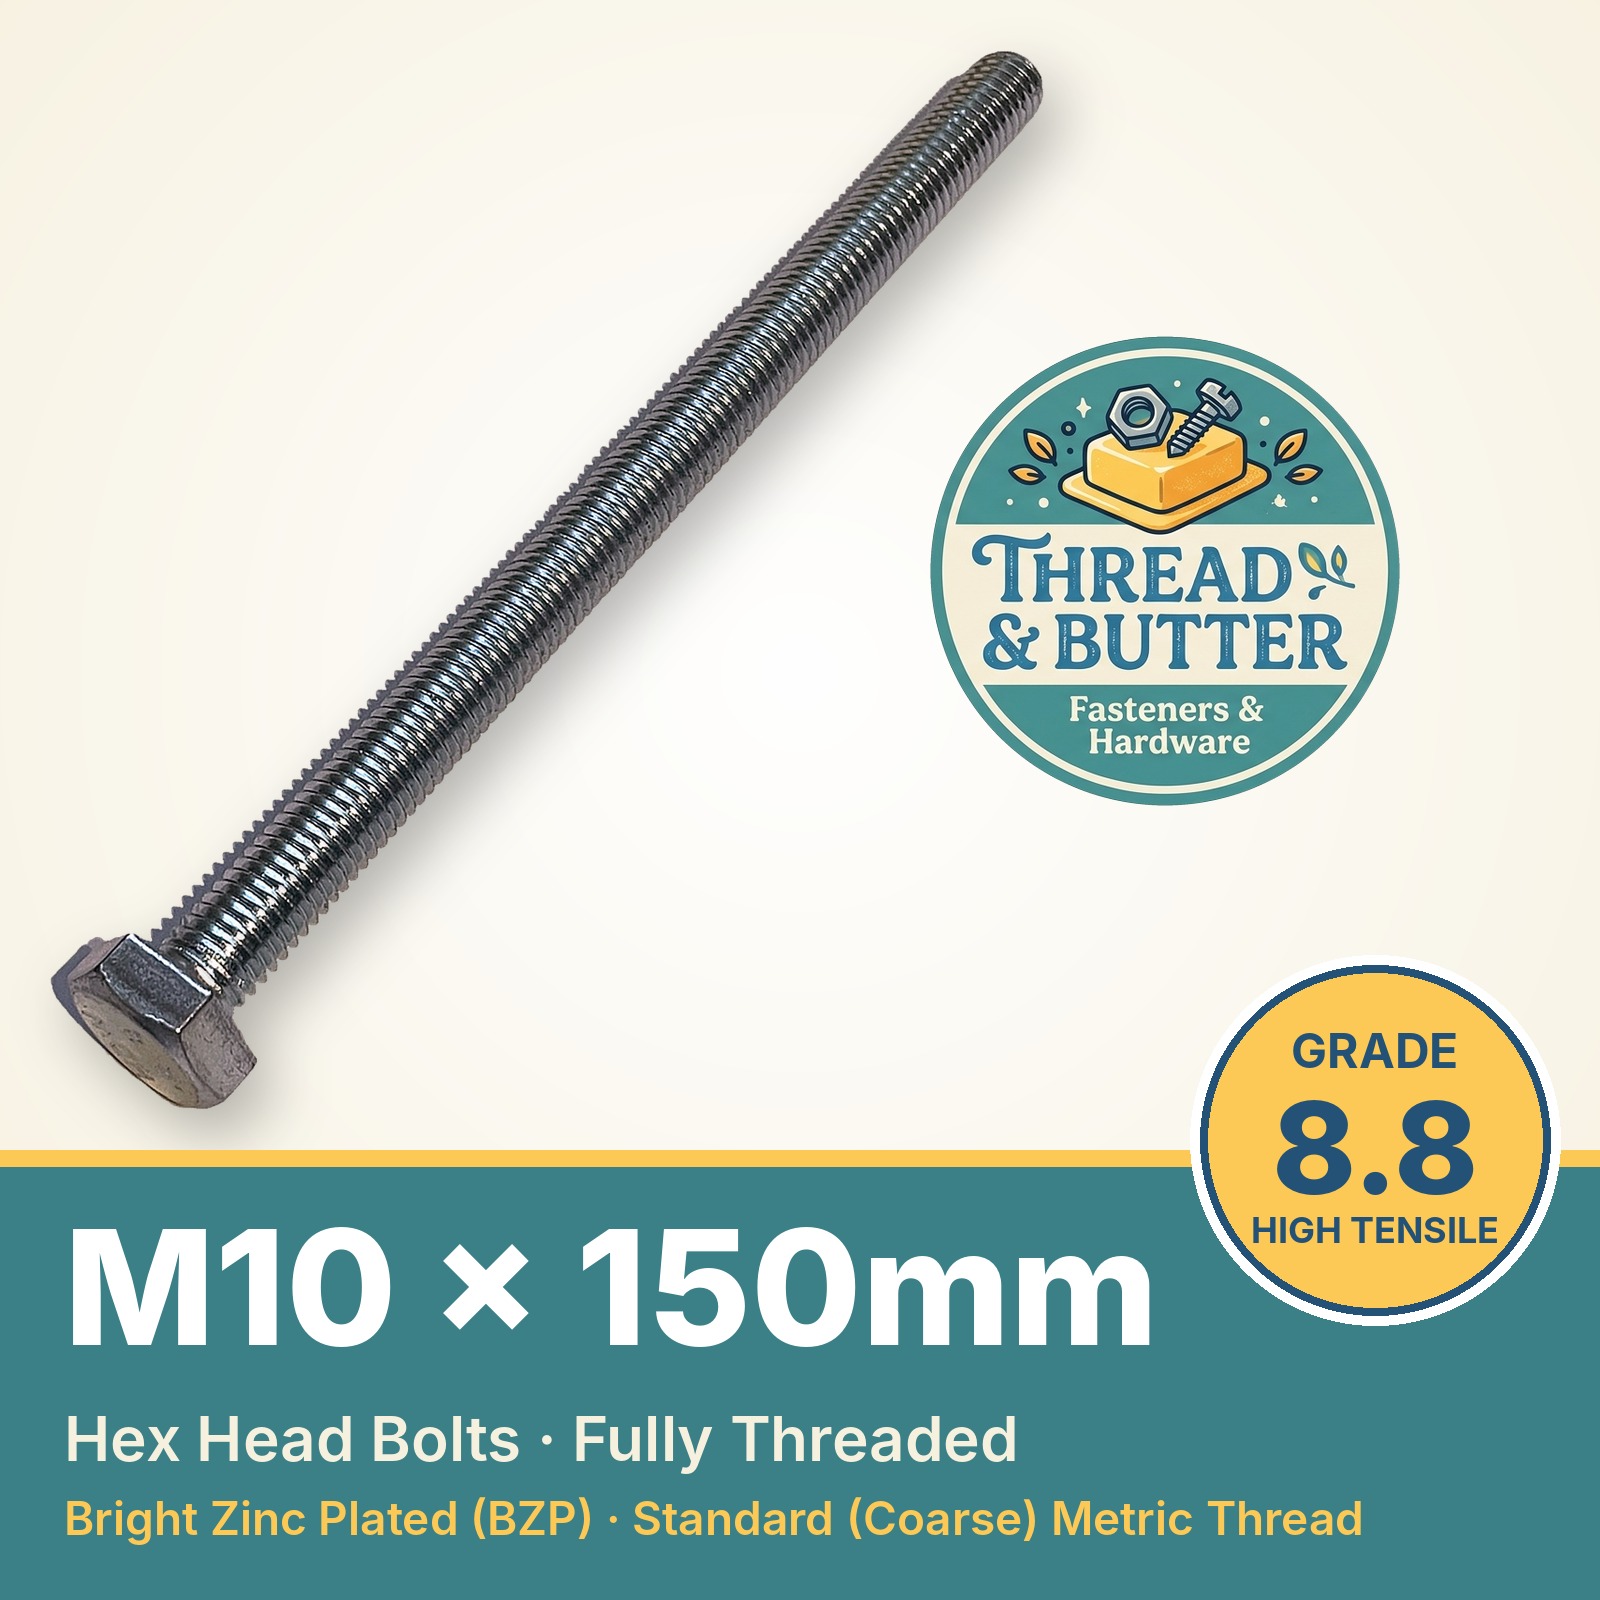 THREAD
& BUTTER
Fasteners &
Hardware
GRADE
8.8
HIGH TENSILE
M10 × 150mm
Hex Head Bolts · Fully Threaded
Bright Zinc Plated (BZP) · Standard (Coarse) Metric Thread